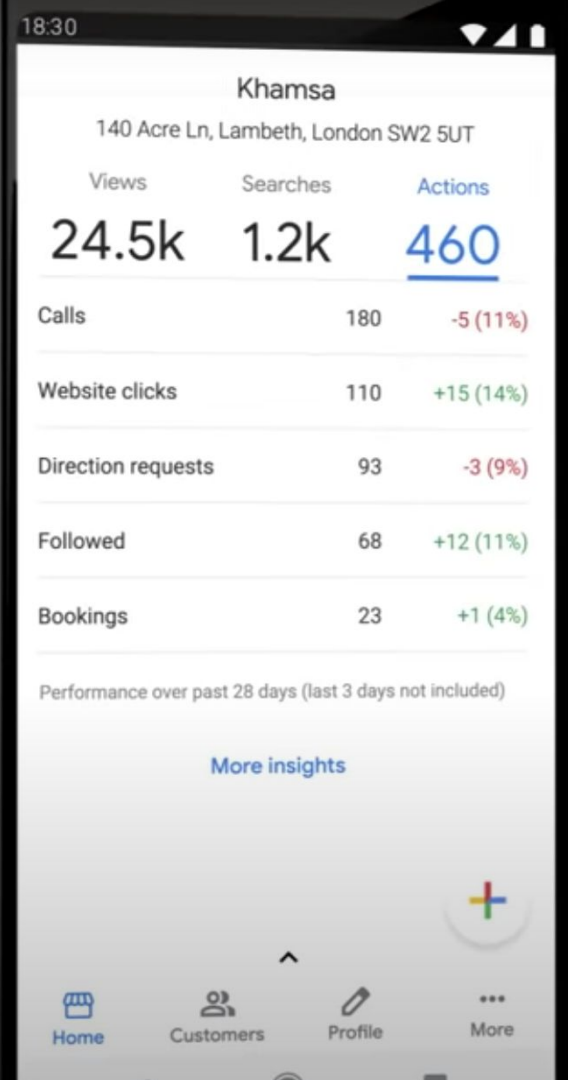 18:30
Khamsa
140 Acre Ln, Lambeth, London SW2 5UT
Views Searches Actions
24.5k 1.2k 460
Calls 180 -5 (11%)
Website clicks 110 +15 (14%)
Direction requests 93 -3 (9%)
Followed 68 +12 (11%)
Bookings 23 +1 (4%)
Performance over past 28 days (last 3 days not included)
More insights
Home Customers Profile More